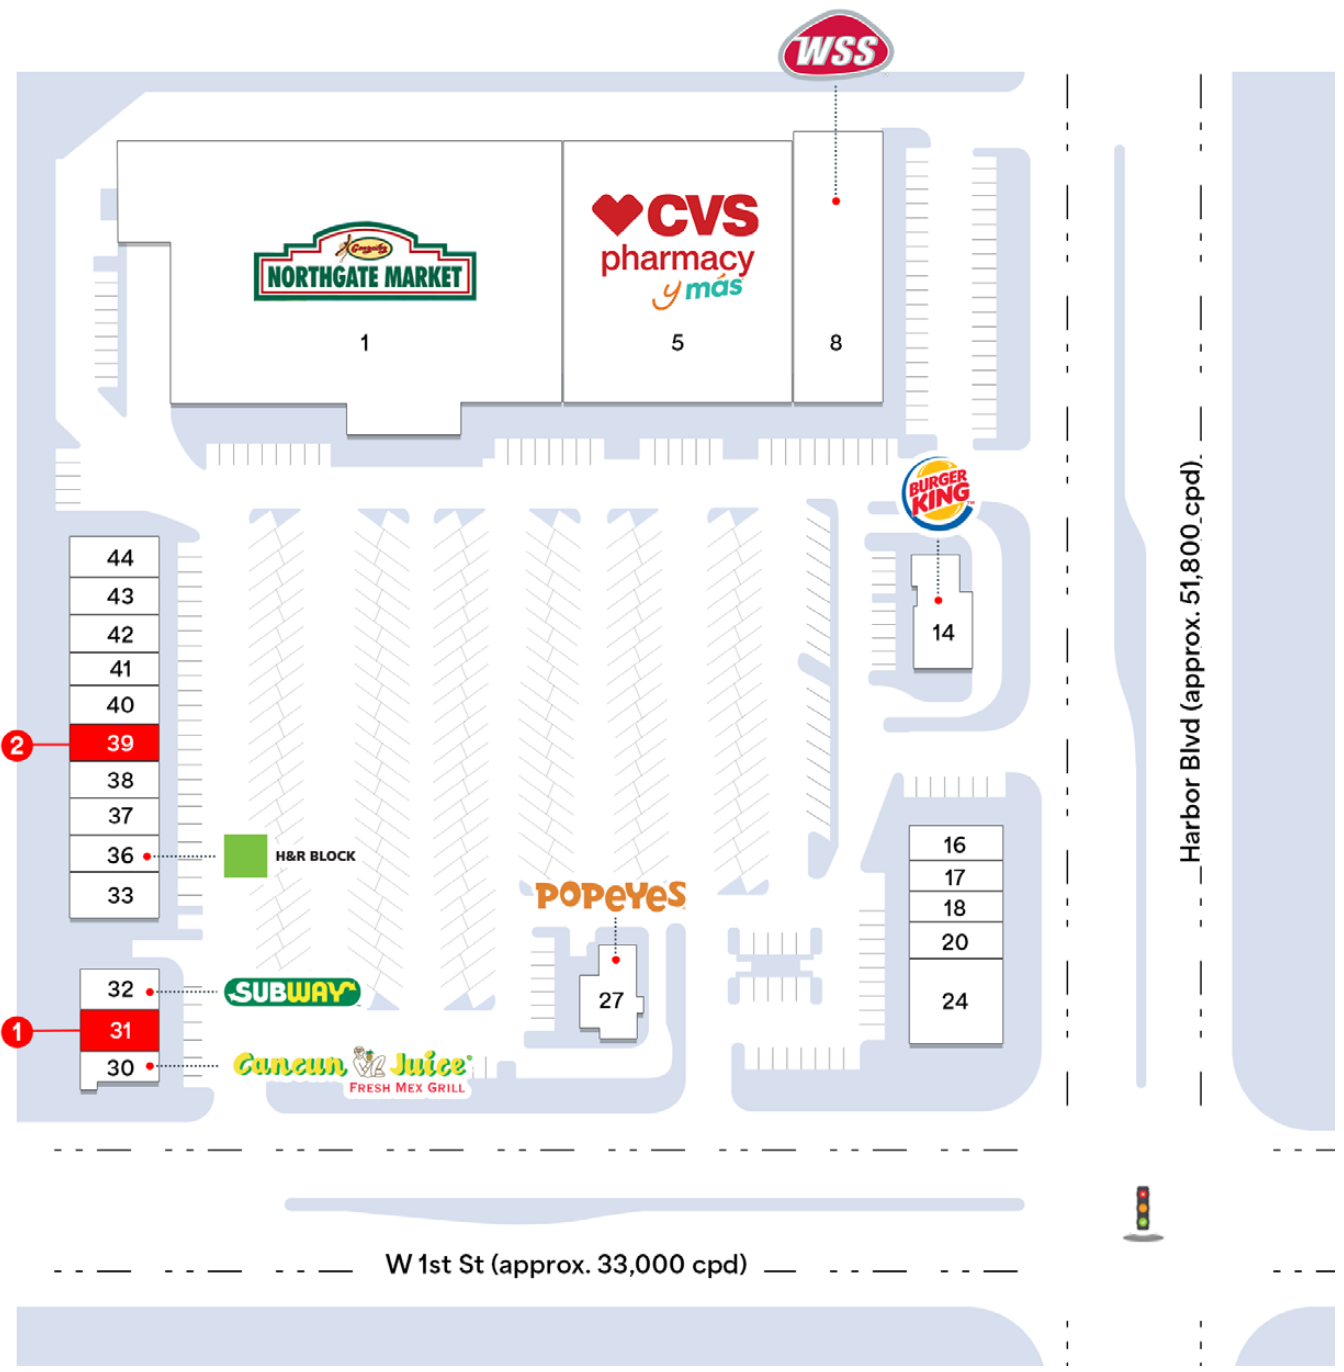 WSS
Gonzalez
NORTHGATE MARKET
1
CVS
pharmacy
y más
5
8
BURGER
KING
14
44
43
42
41
40
2
39
38
37
36
H&R BLOCK
33
32
SUBWAY
1
31
30
Cancun Juice
FRESH MEX GRILL
POPEYES
27
16
17
18
20
24
Harbor Blvd (approx. 51,800 cpd)
W 1st St (approx. 33,000 cpd)